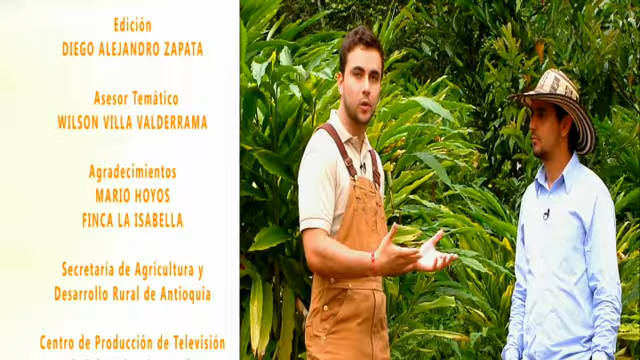 Edición
DIEGO ALEJANDRO ZAPATA
Asesor Temático
WILSON VILLA VALDERRAMA
Agradecimientos
MARIO HOYOS
FINCA LA ISABELLA
Secretaría de Agricultura y
Desarrollo Rural de Antioquia
Centro de Producción de Televisión